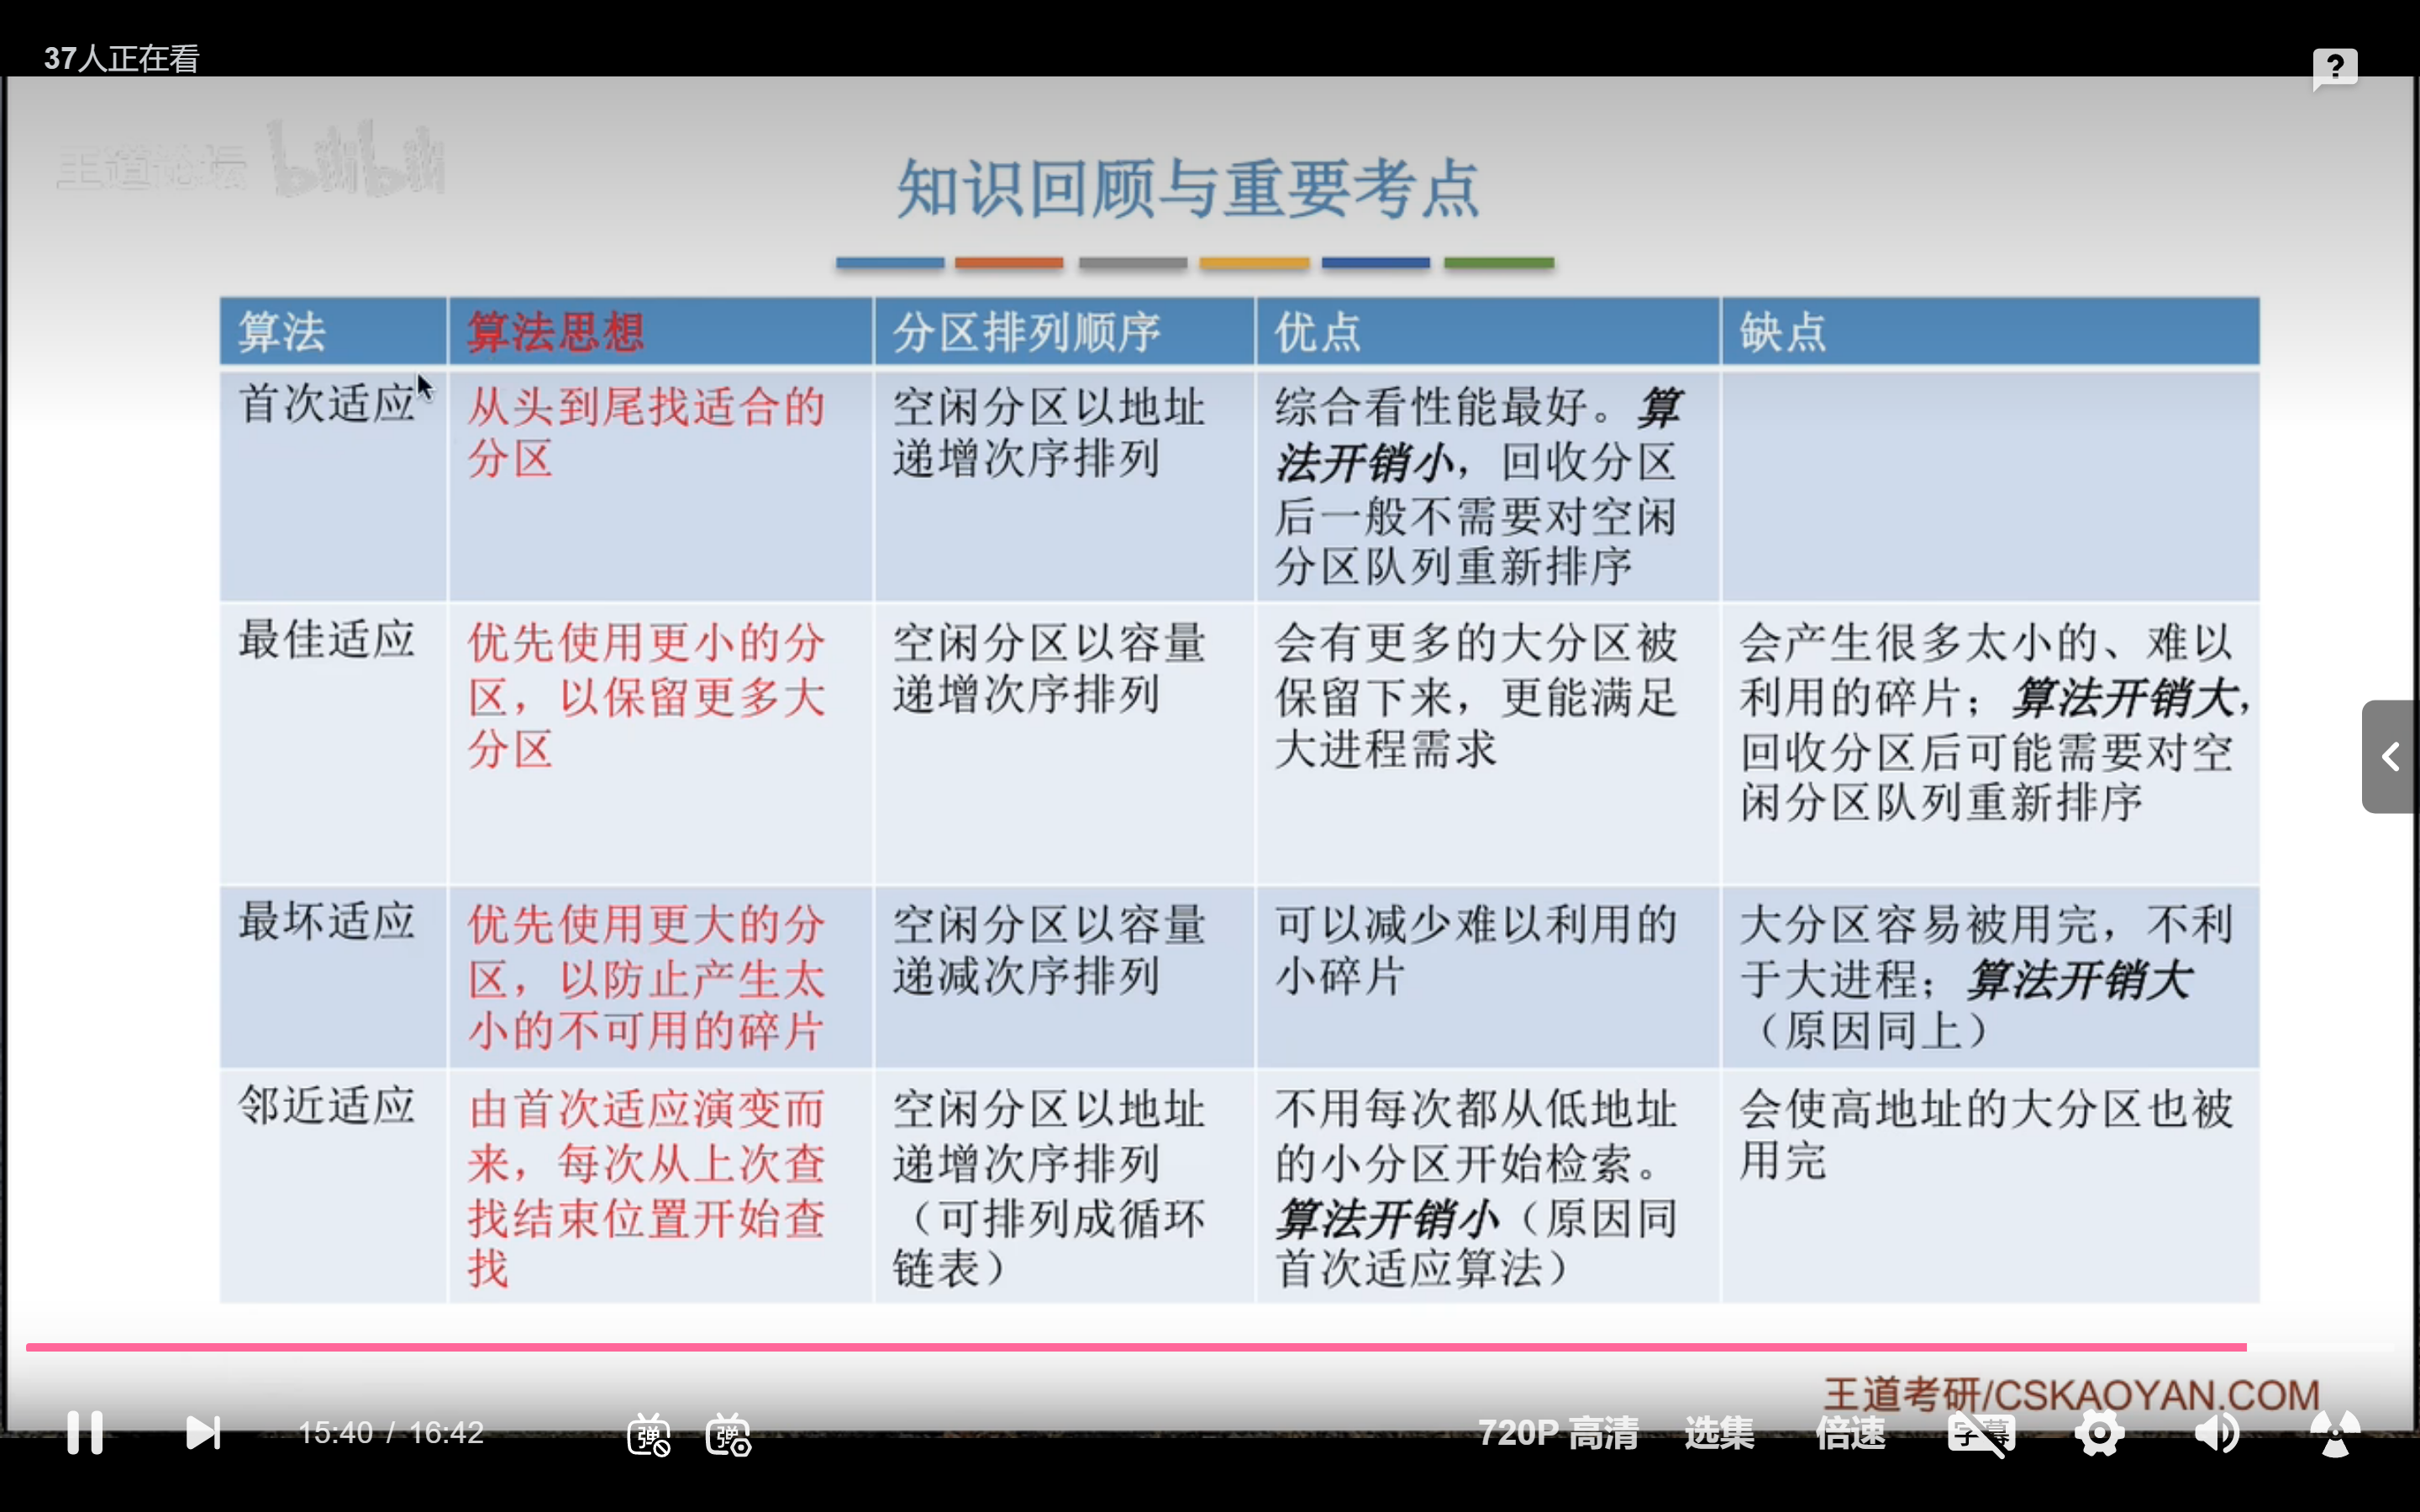 37人正在看
?
王道论坛 bilibili
知识回顾与重要考点
算法
算法思想
分区排列顺序
优点
缺点
首次适应
从头到尾找适合的
分区
空闲分区以地址
递增次序排列
综合看性能最好。算
法开销小，回收分区
后一般不需要对空闲
分区队列重新排序
最佳适应
优先使用更小的分
区，以保留更多大
分区
空闲分区以容量
递增次序排列
会有更多的大分区被
保留下来，更能满足
大进程需求
会产生很多太小的、难以
利用的碎片；算法开销大，
回收分区后可能需要对空
闲分区队列重新排序
最坏适应
优先使用更大的分
区，以防止产生太
小的不可用的碎片
空闲分区以容量
递减次序排列
可以减少难以利用的
小碎片
大分区容易被用完，不利
于大进程；算法开销大
（原因同上）
邻近适应
由首次适应演变而
来，每次从上次查
找结束位置开始查
找
空闲分区以地址
递增次序排列
（可排列成循环
链表）
不用每次都从低地址
的小分区开始检索。
算法开销小（原因同
首次适应算法）
会使高地址的大分区也被
用完
王道考研/CSKAOYAN.COM
15:40 / 16:42
弹
弹
720P 高清
选集
倍速
字幕